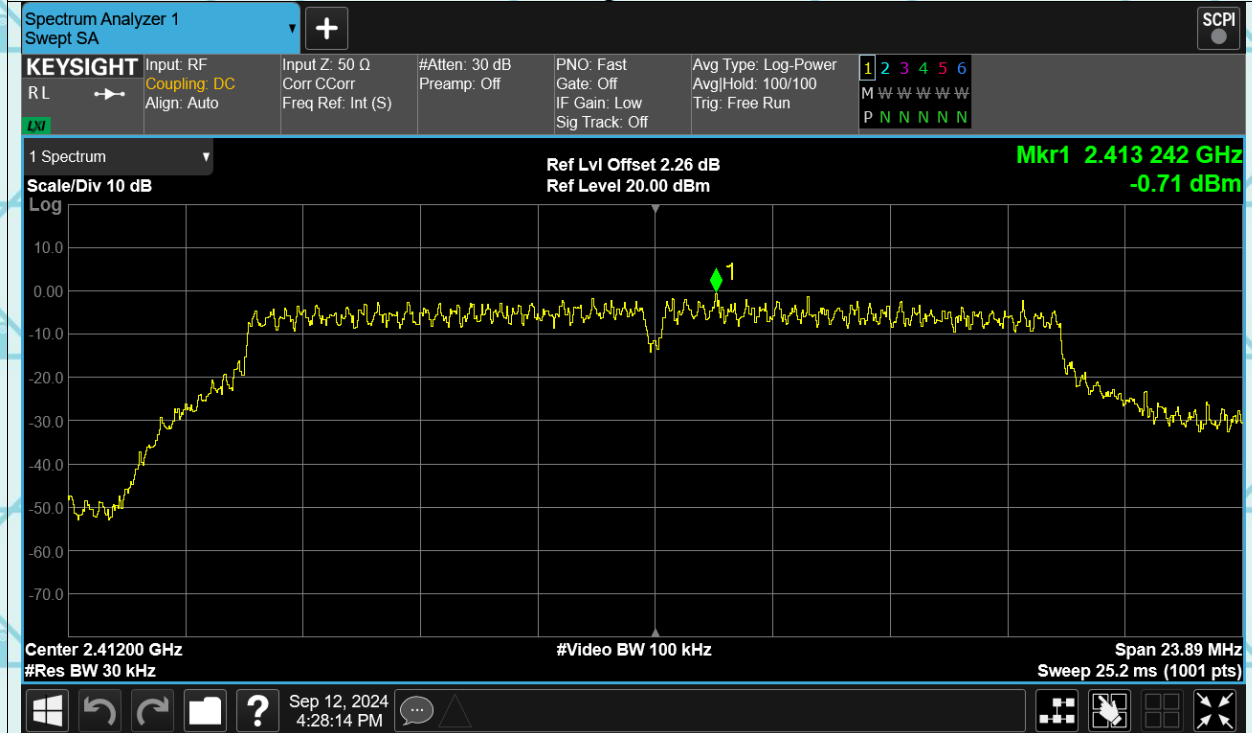 Spectrum Analyzer 1
Swept SA
SCPI
KEYSIGHT
R L
LXI
Input: RF
Coupling: DC
Align: Auto
Input Z: 50 Ω
Corr CCorr
Freq Ref: Int (S)
#Atten: 30 dB
Preamp: Off
PNO: Fast
Gate: Off
IF Gain: Low
Sig Track: Off
Avg Type: Log-Power
Avg|Hold: 100/100
Trig: Free Run
1 2 3 4 5 6
M W W W W W
P N N N N N
1 Spectrum
Scale/Div 10 dB
Ref Lvl Offset 2.26 dB
Ref Level 20.00 dBm
Mkr1 2.413 242 GHz
-0.71 dBm
Log
10.0
0.00
-10.0
-20.0
-30.0
-40.0
-50.0
-60.0
-70.0
1
Center 2.41200 GHz
#Res BW 30 kHz
#Video BW 100 kHz
Span 23.89 MHz
Sweep 25.2 ms (1001 pts)
?
Sep 12, 2024
4:28:14 PM